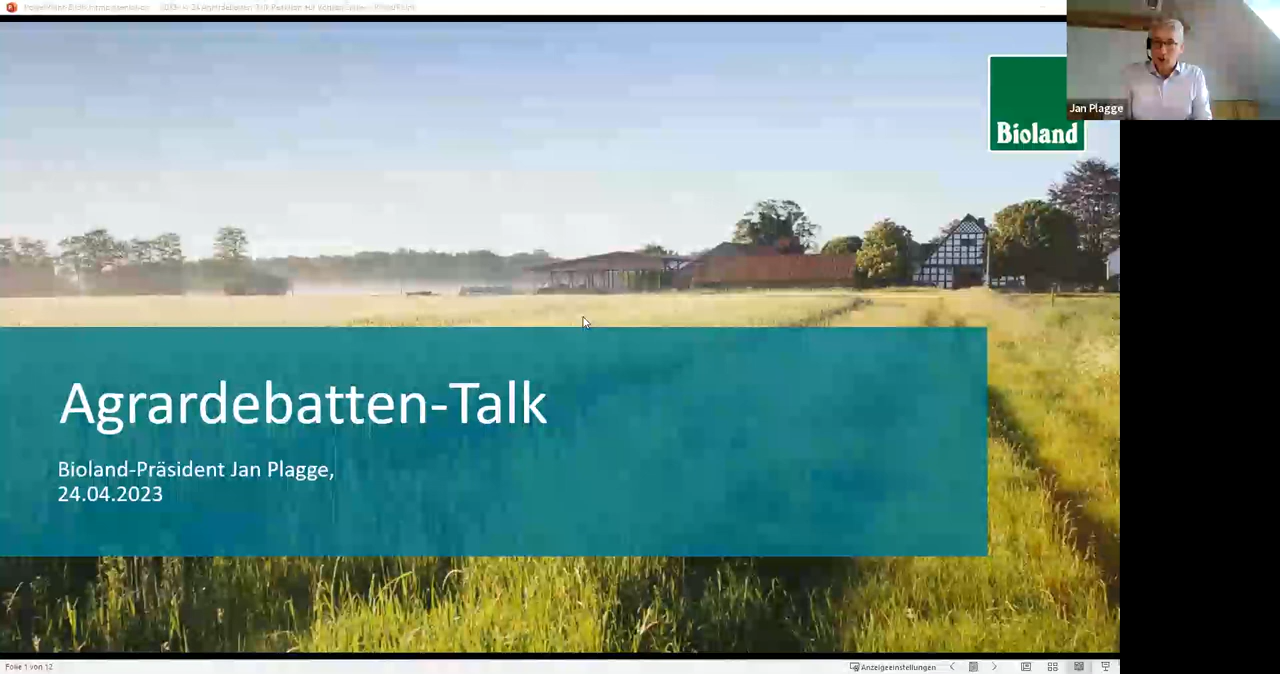 Jan Plagge
Bioland
Agrardebatten-Talk
Bioland-Präsident Jan Plagge,
24.04.2023
Folie 1 von 12
Anzeigeeinstellungen